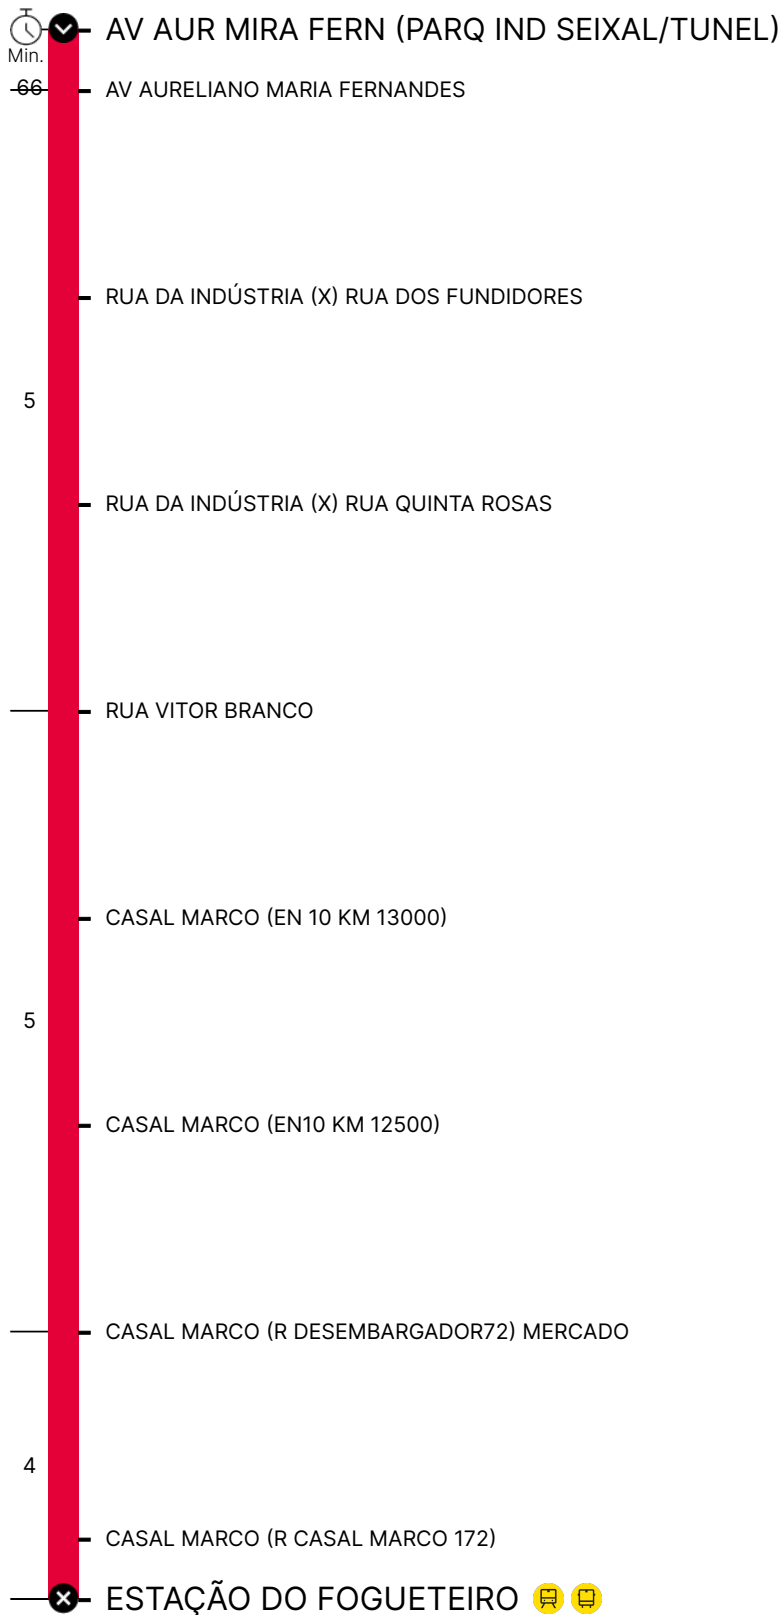 AV AUR MIRA FERN (PARQ IND SEIXAL/TUNEL)
Min.
66
AV AURELIANO MARIA FERNANDES
RUA DA INDÚSTRIA (X) RUA DOS FUNDIDORES
5
RUA DA INDÚSTRIA (X) RUA QUINTA ROSAS
RUA VITOR BRANCO
CASAL MARCO (EN 10 KM 13000)
5
CASAL MARCO (EN10 KM 12500)
CASAL MARCO (R DESEMBARGADOR72) MERCADO
4
CASAL MARCO (R CASAL MARCO 172)
ESTAÇÃO DO FOGUETEIRO